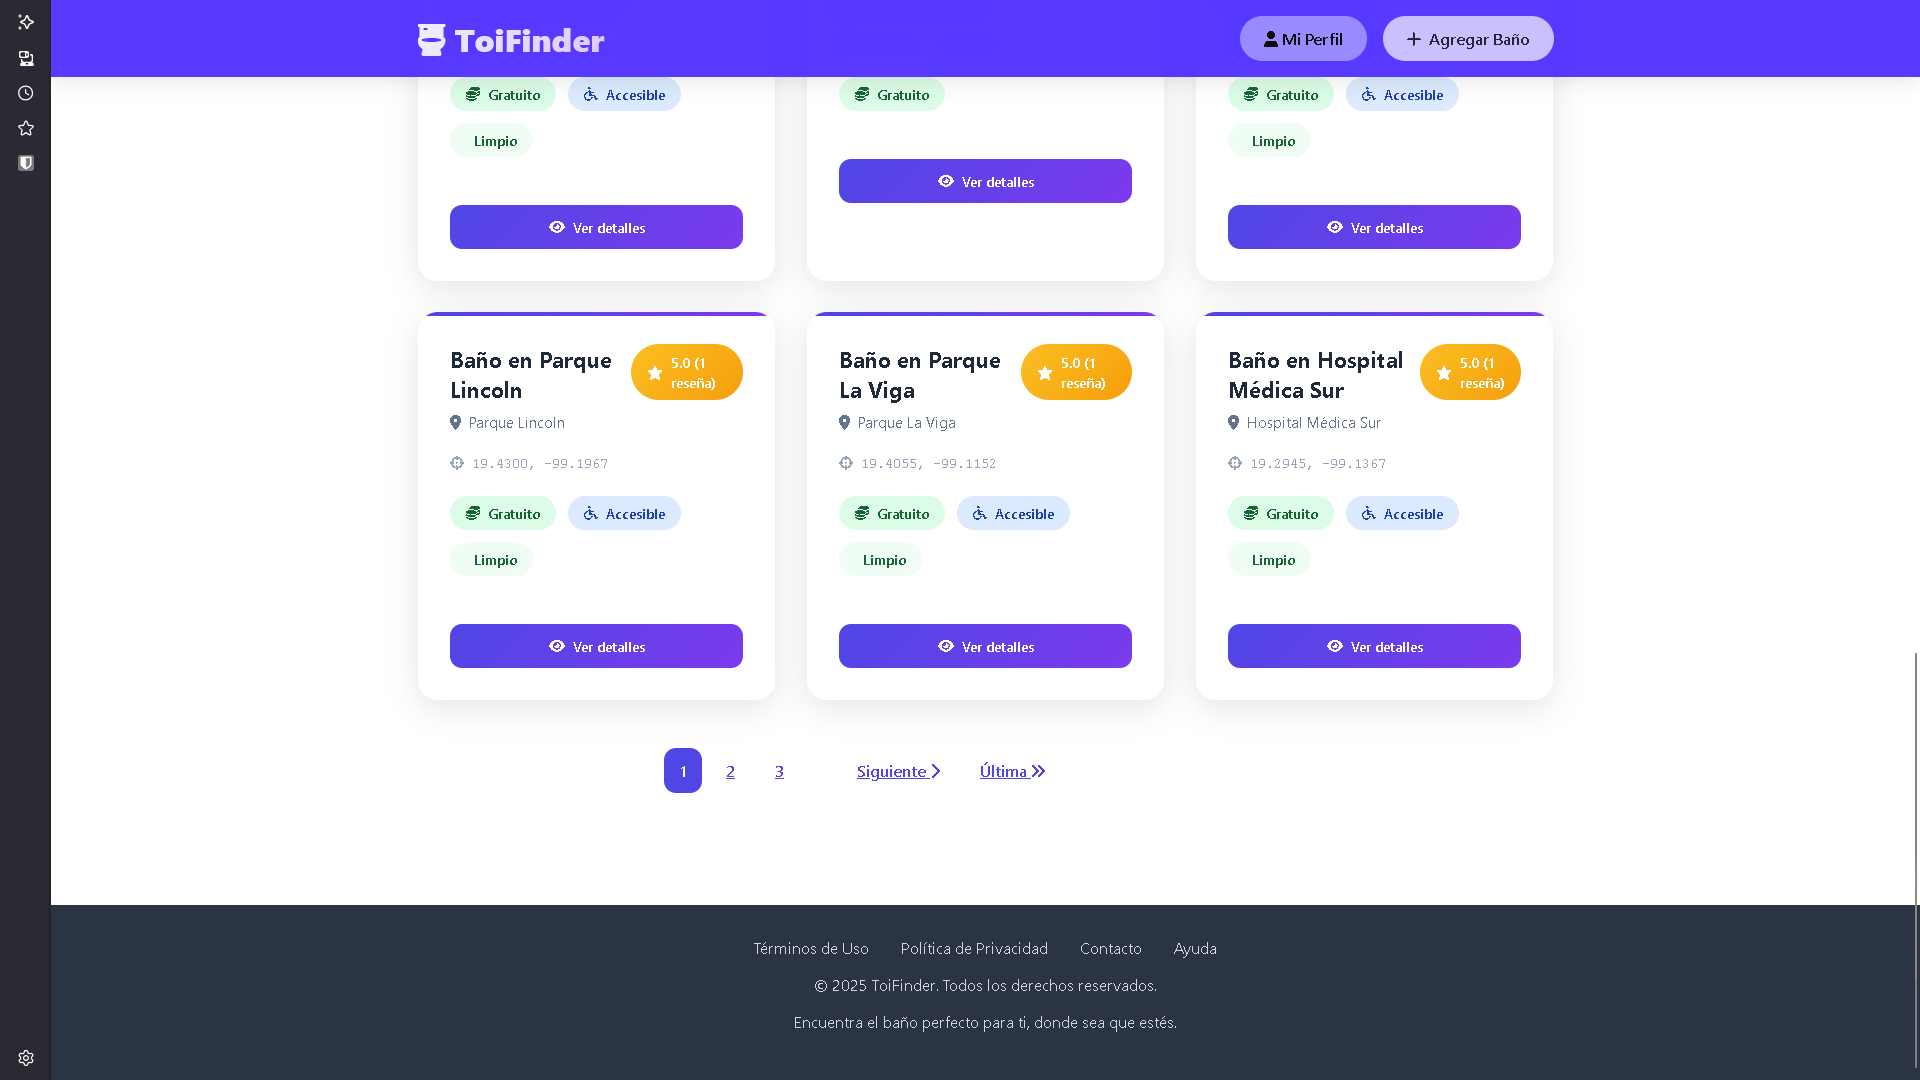 ToiFinder
Mi Perfil
Agregar Baño
Gratuito
Accesible
Limpio
Ver detalles
Gratuito
Ver detalles
Gratuito
Accesible
Limpio
Ver detalles
Baño en Parque
Lincoln
5.0 (1
reseña)
Parque Lincoln
19.4300, -99.1967
Gratuito
Accesible
Limpio
Ver detalles
Baño en Parque
La Viga
5.0 (1
reseña)
Parque La Viga
19.4055, -99.1152
Gratuito
Accesible
Limpio
Ver detalles
Baño en Hospital
Médica Sur
5.0 (1
reseña)
Hospital Médica Sur
19.2945, -99.1367
Gratuito
Accesible
Limpio
Ver detalles
1 2 3 Siguiente Última
Términos de Uso Política de Privacidad Contacto Ayuda
© 2025 ToiFinder. Todos los derechos reservados.
Encuentra el baño perfecto para ti, donde sea que estés.